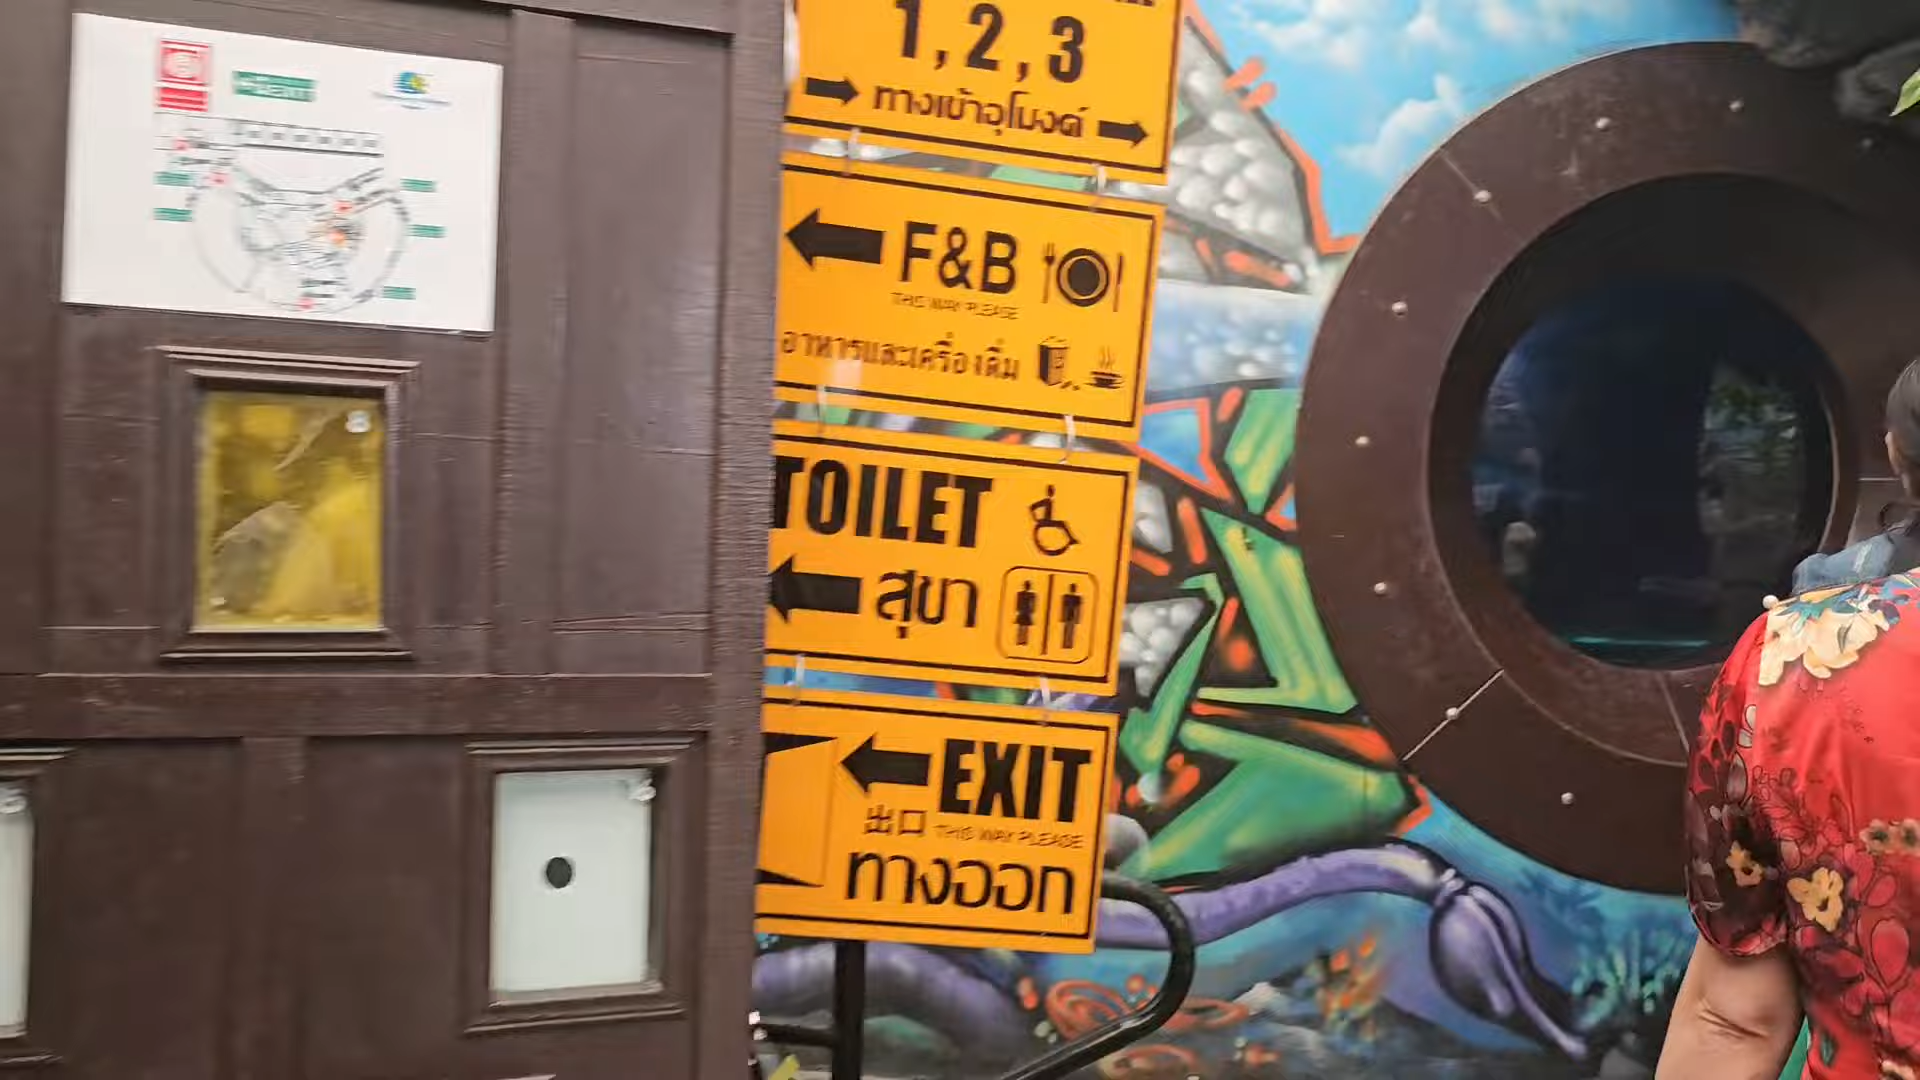 1, 2, 3
ทางเข้าอุโมงค์
F&B
THIS WAY PLEASE
อาหารและเครื่องดื่ม
TOILET
สุขา
EXIT
出口 THIS WAY PLEASE
ทางออก